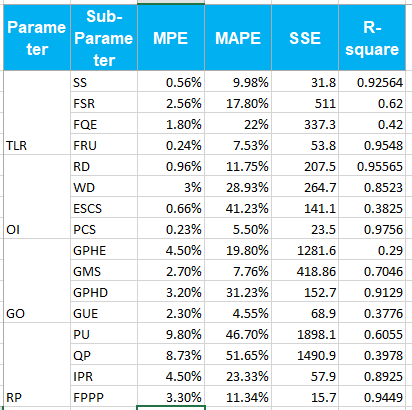 Parame
ter Sub-
Parame
ter MPE MAPE SSE R-
square
SS 0.56% 9.98% 31.8 0.92564
FSR 2.56% 17.80% 511 0.62
FQE 1.80% 22% 337.3 0.42
TLR FRU 0.24% 7.53% 53.8 0.9548
RD 0.96% 11.75% 207.5 0.95565
WD 3% 28.93% 264.7 0.8523
ESCS 0.66% 41.23% 141.1 0.3825
OI PCS 0.23% 5.50% 23.5 0.9756
GPHE 4.50% 19.80% 1281.6 0.29
GMS 2.70% 7.76% 418.86 0.7046
GPHD 3.20% 31.23% 152.7 0.9129
GO GUE 2.30% 4.55% 68.9 0.3776
PU 9.80% 46.70% 1898.1 0.6055
QP 8.73% 51.65% 1490.9 0.3978
IPR 4.50% 23.33% 57.9 0.8925
RP FPPP 3.30% 11.34% 15.7 0.9449